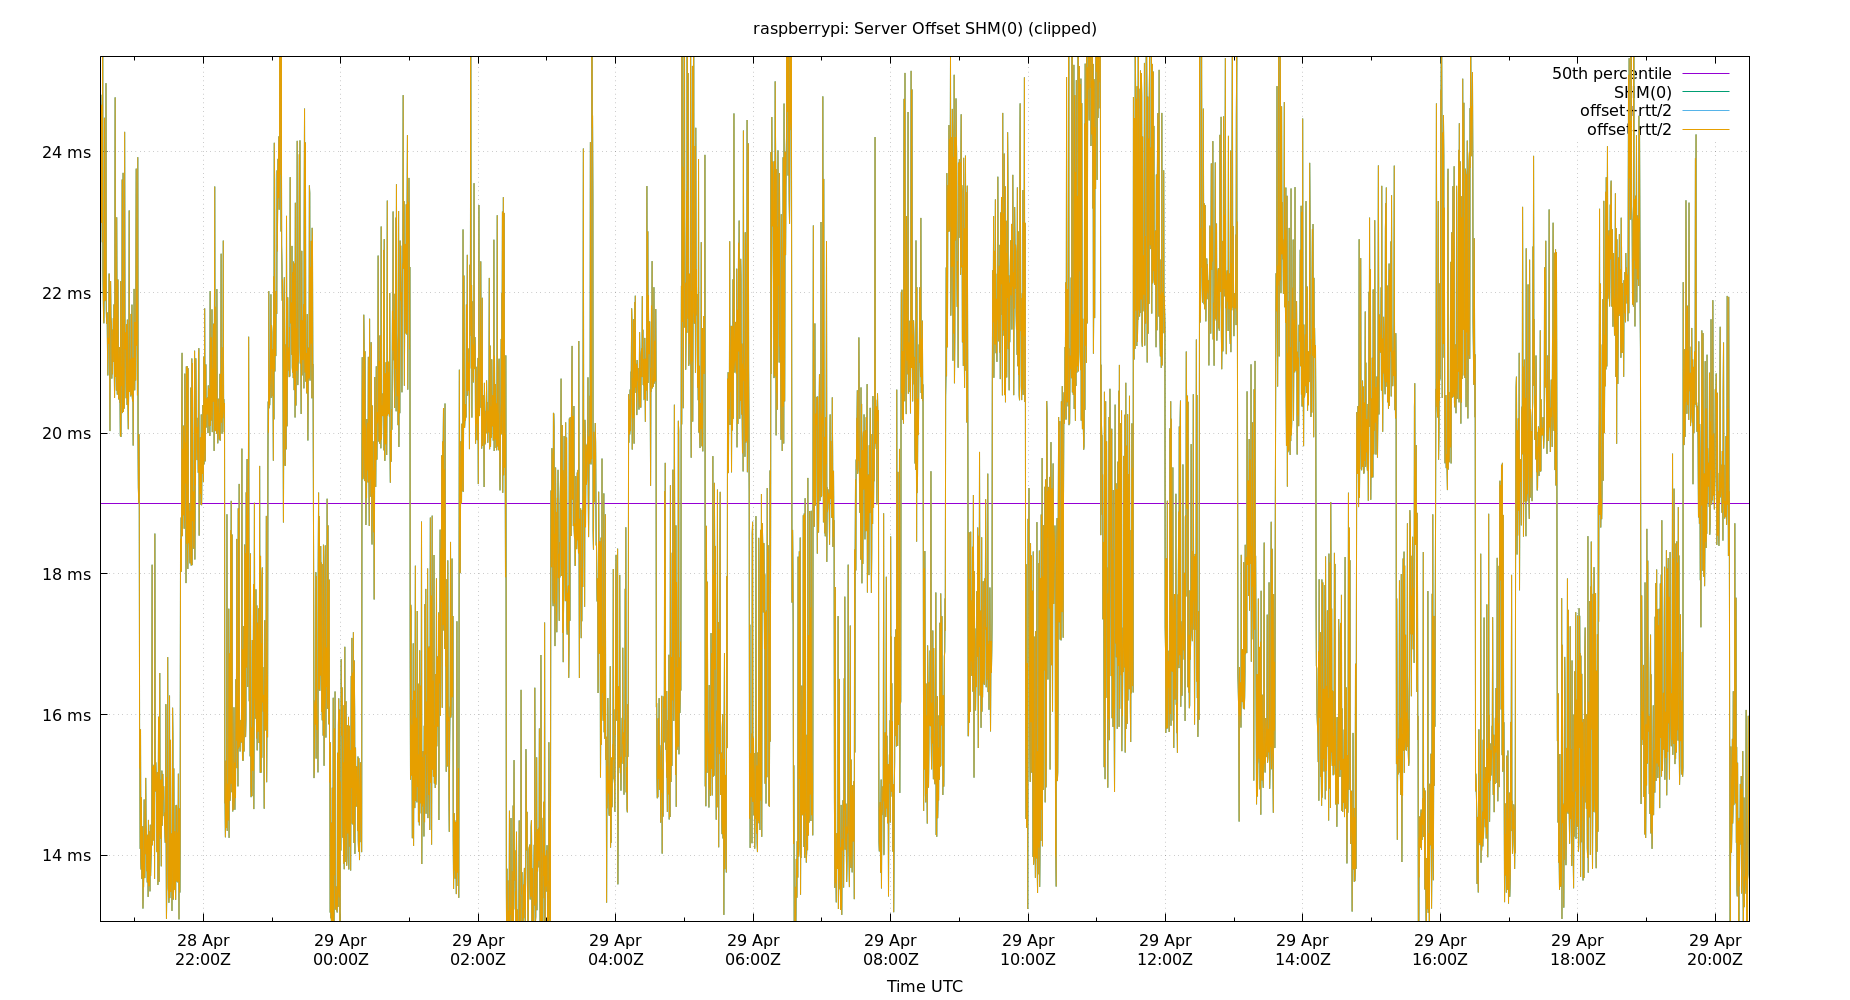 raspberrypi: Server Offset SHM(0) (clipped)
50th percentile
SHM(0)
offset+rtt/2
offset-rtt/2
24 ms
22 ms
20 ms
18 ms
16 ms
14 ms
28 Apr 29 Apr 29 Apr 29 Apr 29 Apr 29 Apr 29 Apr 29 Apr 29 Apr 29 Apr 29 Apr 29 Apr
22:00Z 00:00Z 02:00Z 04:00Z 06:00Z 08:00Z 10:00Z 12:00Z 14:00Z 16:00Z 18:00Z 20:00Z
Time UTC